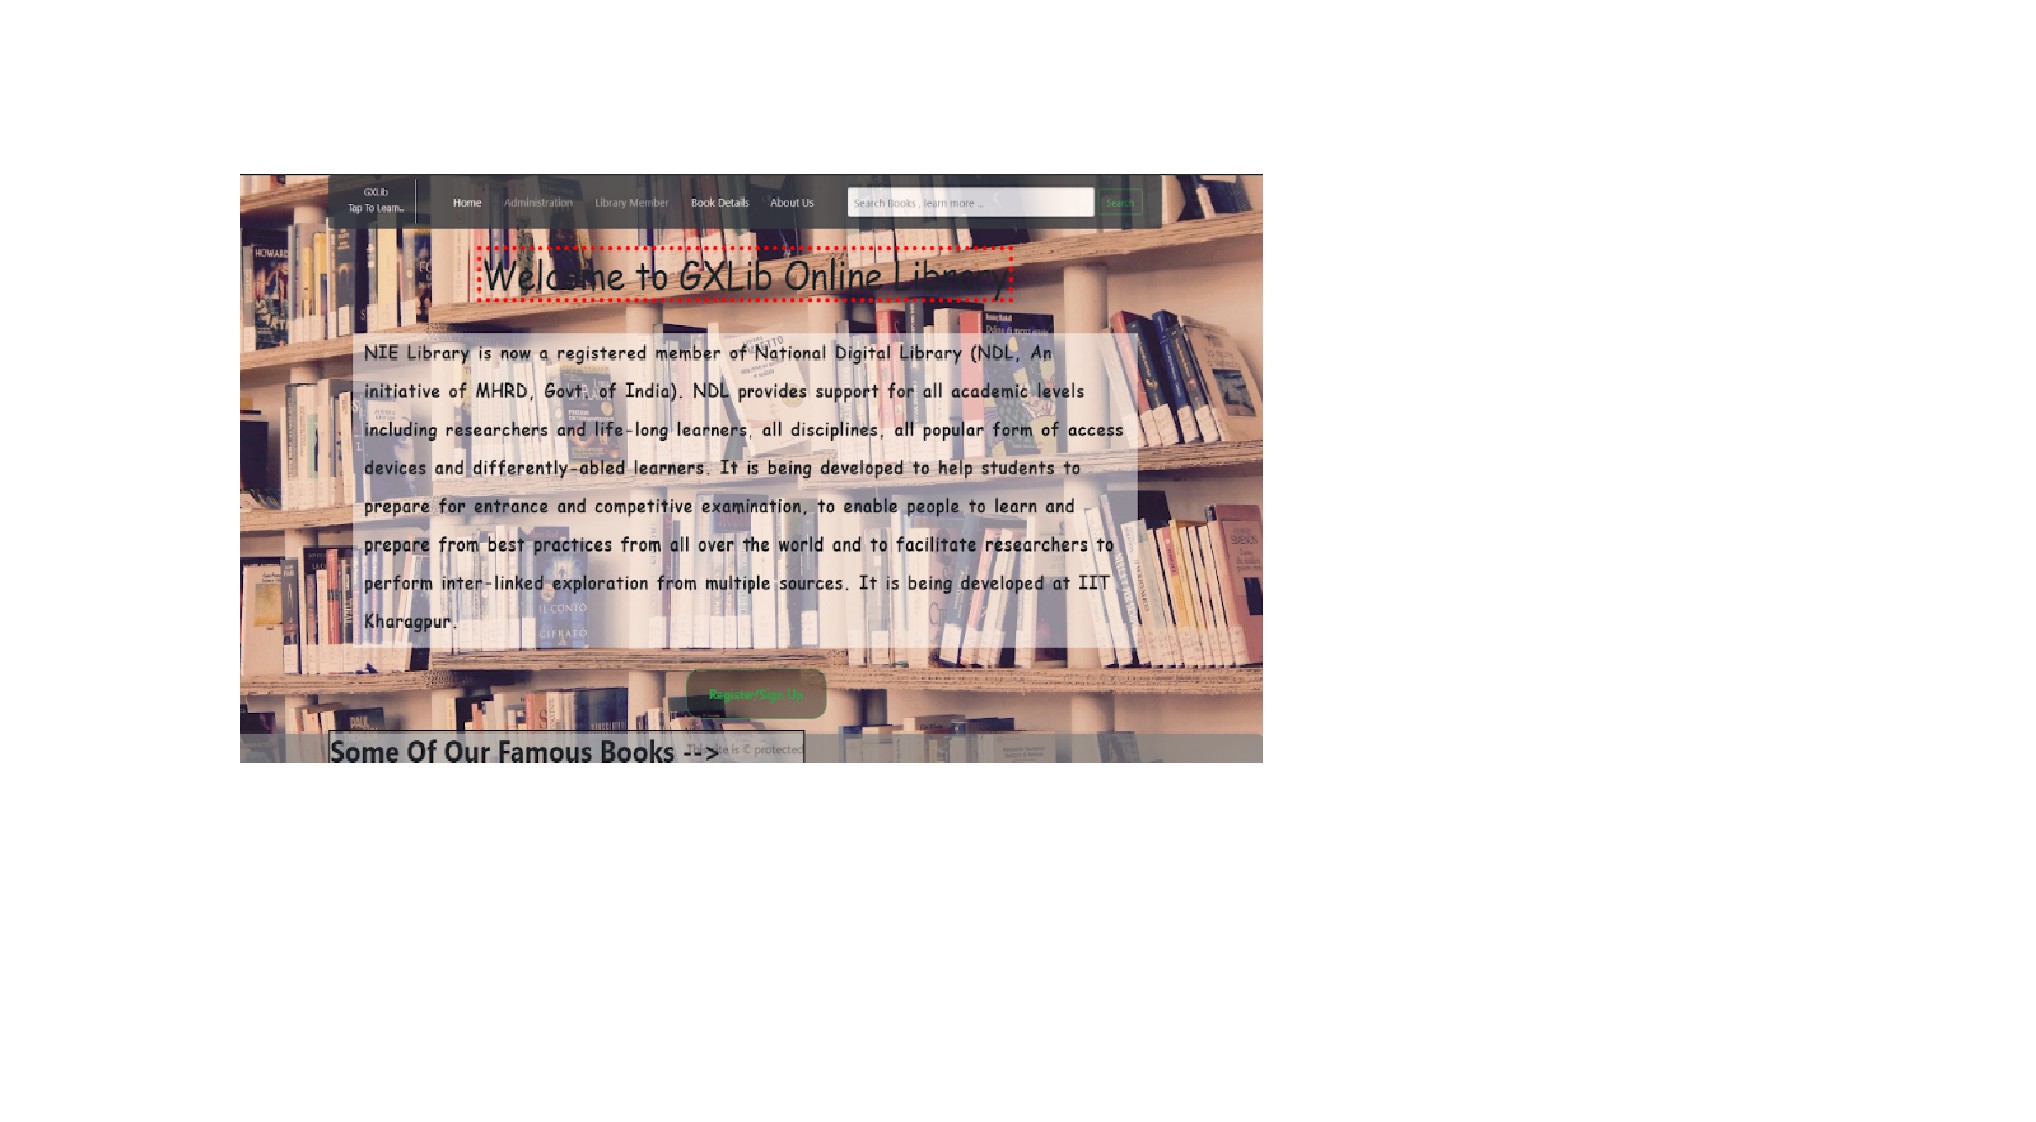 GXLib
Tap To Learn..
Home Administration Library Member Book Details About Us Search Books , learn more ... Search
Welcome to GXLib Online Library
NIE Library is now a registered member of National Digital Library (NDL, An
initiative of MHRD, Govt. of India). NDL provides support for all academic levels
including researchers and life-long learners, all disciplines, all popular form of access
devices and differently-abled learners. It is being developed to help students to
prepare for entrance and competitive examination, to enable people to learn and
prepare from best practices from all over the world and to facilitate researchers to
perform inter-linked exploration from multiple sources. It is being developed at IIT
Kharagpur.
HOWARD
IL CONTO
CIFRATO
PAUL
Register/Sign Up
Some Of Our Famous Books -->
This site is © protected